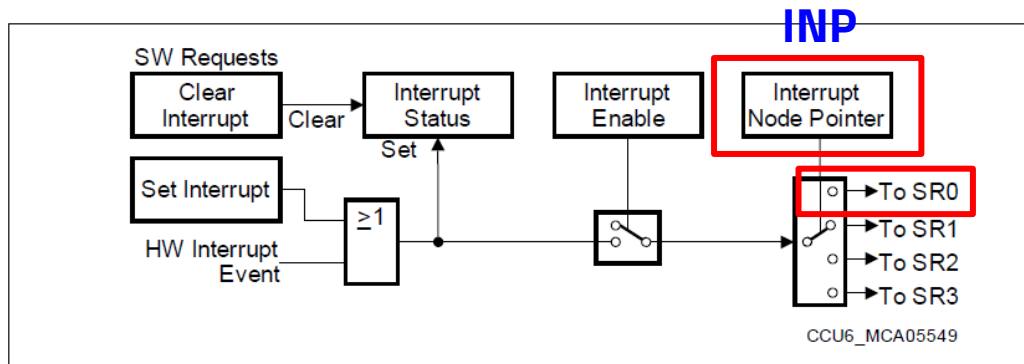 INP
SW Requests
Clear
Interrupt
Clear
Interrupt
Status
Set
Interrupt
Enable
Interrupt
Node Pointer
Set Interrupt
≥1
HW Interrupt
Event
To SR0
To SR1
To SR2
To SR3
CCU6_MCA05549